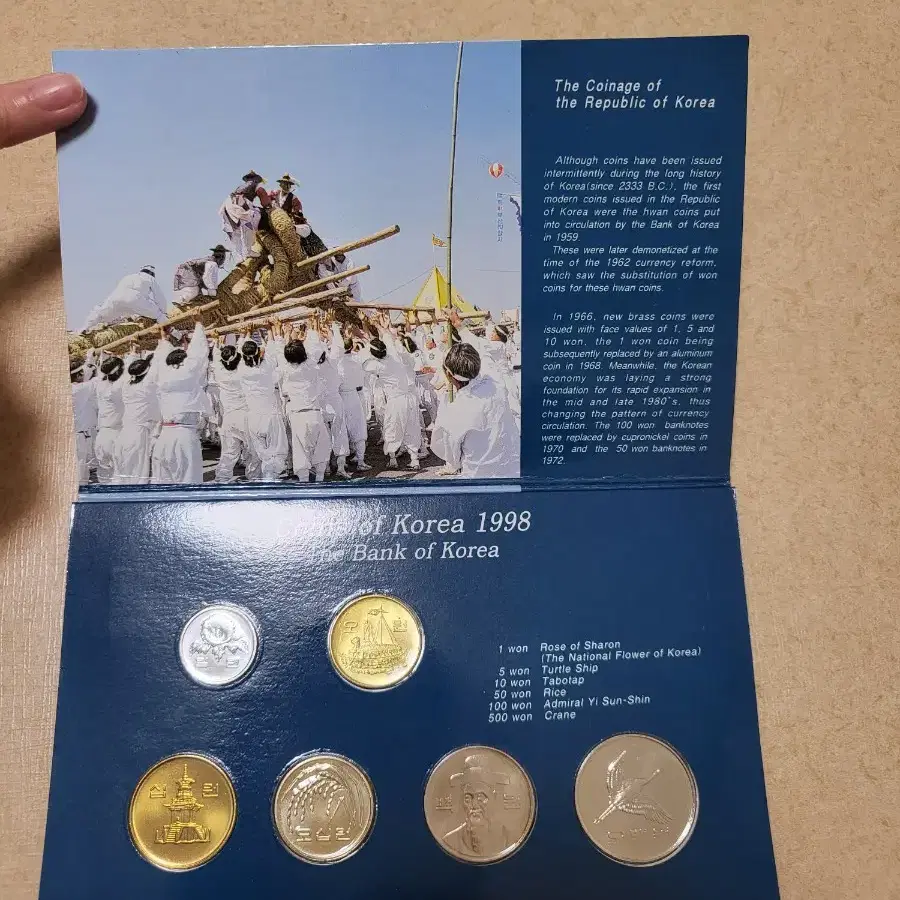 The Coinage of
the Republic of Korea
Although coins have been issued
intermittently during the long history
of Korea(since 2333 B.C.), the first
modern coins issued in the Republic
of Korea were the hwan coins put
into circulation by the Bank of Korea
in 1959.
These were later demonetized at the
time of the 1962 currency reform,
which saw the substitution of won
coins for these hwan coins.
In 1966, new brass coins were
issued with face values of 1, 5 and
10 won, the 1 won coin being
subsequently replaced by an aluminum
coin in 1968. Meanwhile, the Korean
economy was laying a strong
foundation for its rapid expansion in
the mid and late 1980`s, thus
changing the pattern of currency
circulation. The 100 won banknotes
were replaced by cupronickel coins in
1970 and the 50 won banknotes in
1972.
of Korea 1998
The Bank of Korea
1 won Rose of Sharon
(The National Flower of Korea)
5 won Turtle Ship
10 won Tabotap
50 won Rice
100 won Admiral Yi Sun-Shin
500 won Crane
일 원
오 원
십 원
오십원
백 원